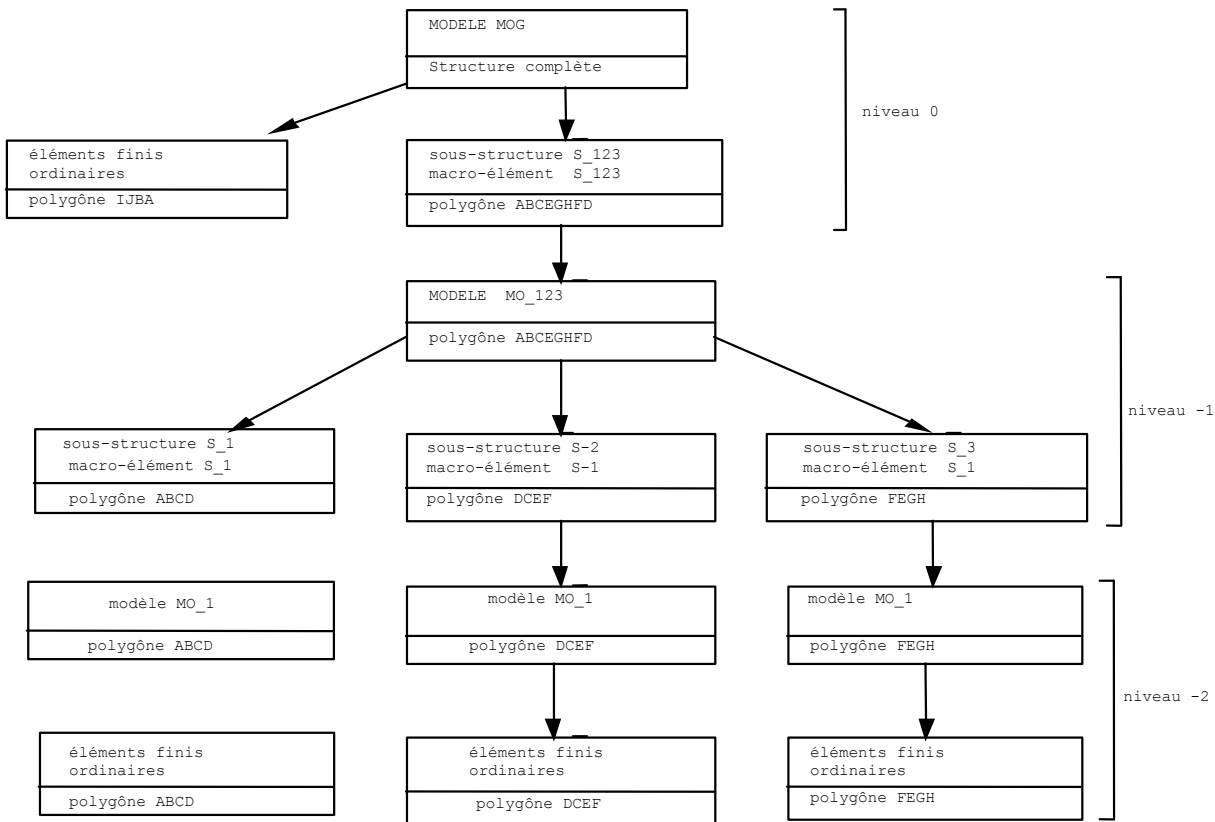 MODELE MOG
Structure complète
niveau 0
éléments finis
ordinaires
polygône IJBA
sous-structure S_123
macro-élément S_123
polygône ABCEGHFD
MODELE MO_123
polygône ABCEGHFD
niveau -1
sous-structure S_1
macro-élément S_1
polygône ABCD
sous-structure S-2
macro-élément S-1
polygône DCEF
sous-structure S_3
macro-élément S_1
polygône FEGH
modèle MO_1
polygône ABCD
modèle MO_1
polygône DCEF
modèle MO_1
polygône FEGH
niveau -2
éléments finis
ordinaires
polygône ABCD
éléments finis
ordinaires
polygône DCEF
éléments finis
ordinaires
polygône FEGH